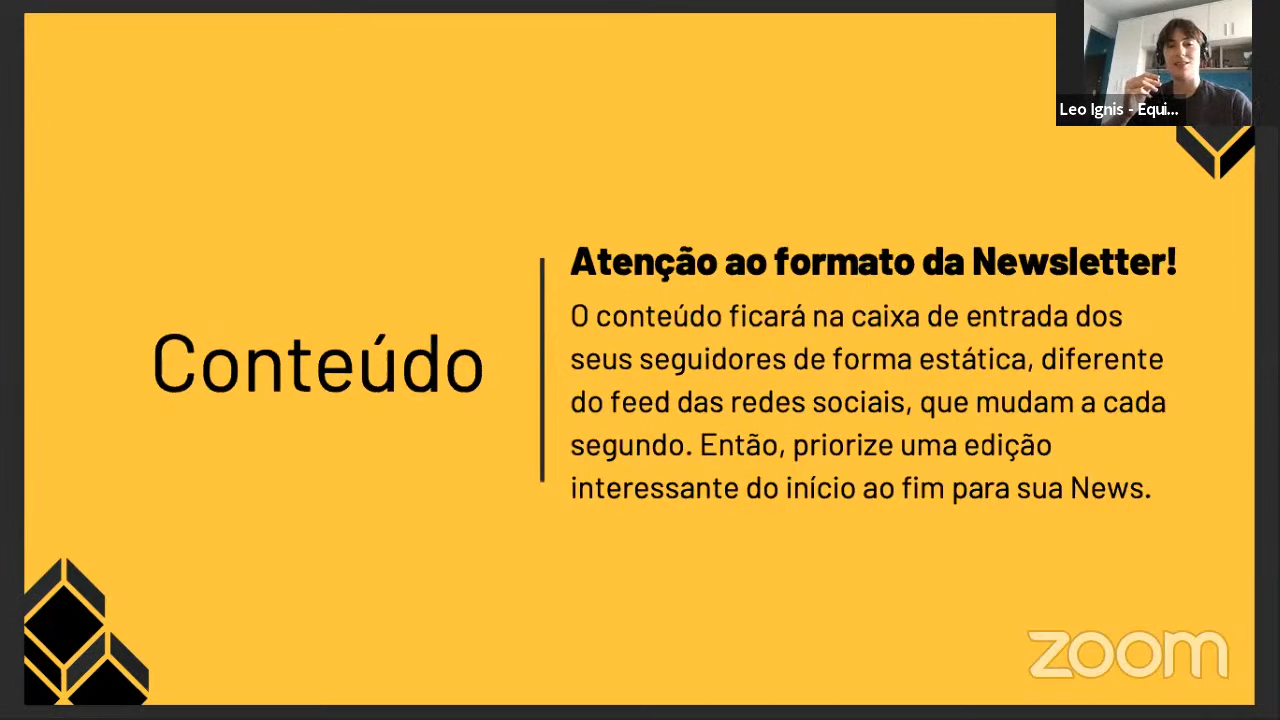 Leo Ignis - Equi...
Atenção ao formato da Newsletter!
O conteúdo ficará na caixa de entrada dos
seus seguidores de forma estática, diferente
do feed das redes sociais, que mudam a cada
segundo. Então, priorize uma edição
interessante do início ao fim para sua News.
Conteúdo
zoom